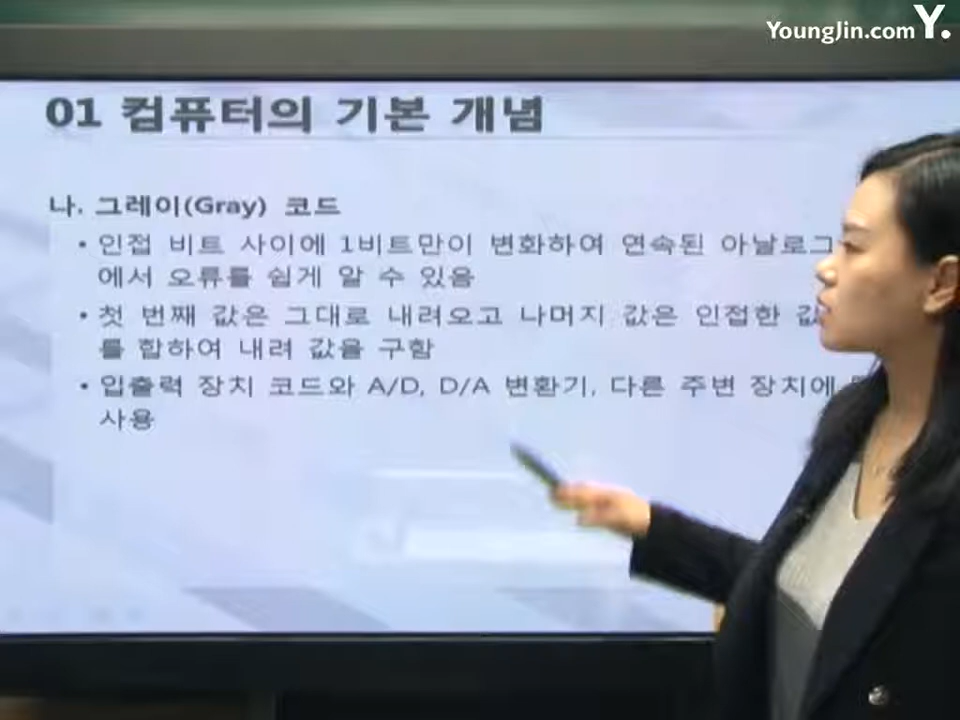 YoungJin.com Y.
01 컴퓨터의 기본 개념
나. 그레이(Gray) 코드
• 인접 비트 사이에 1비트만이 변화하여 연속된 아날로그
에서 오류를 쉽게 알 수 있음
• 첫 번째 값은 그대로 내려오고 나머지 값은 인접한
를 합하여 내려 값을 구함
• 입출력 장치 코드와 A/D, D/A 변환기, 다른 주변 장치에
사용